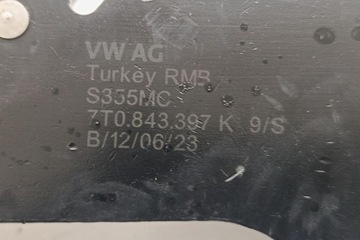 VW AG
Turkey RMB
S355MC
7T0.843.397 K 9/S
B/12/06/23